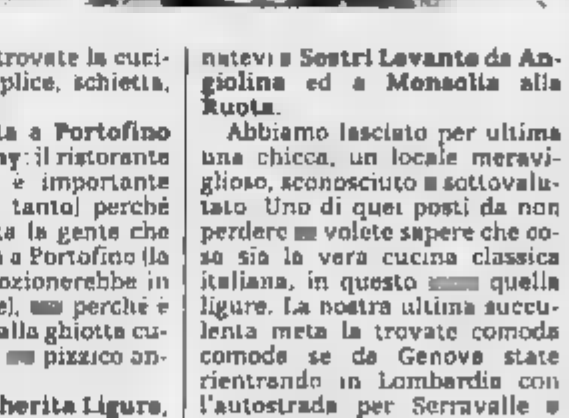 trovate la cuci-
plice, schietta,
a a Portofino
ny: il ristorante
è importante
tanto) perché
ta la gente che
a Portofino (la
ozionerebbe in
e), perché è
alla ghiotta cu-
pizzico an-
herita Ligure,
natevi a Sestri Levante da An-
giolina ed a Moneglia alla
Ruota.
Abbiamo lasciato per ultima
una chicca, un locale meravi-
glioso, sconosciuto e sottovalu-
tato. Uno di quei posti da non
perdere volete sapere che co-
sa sia la vera cucina classica
italiana, in questo quella
ligure. La nostra ultima succu-
lenta meta la trovate comoda
comoda se da Genova state
rientrando in Lombardia con
l'autostrada per Serravalle